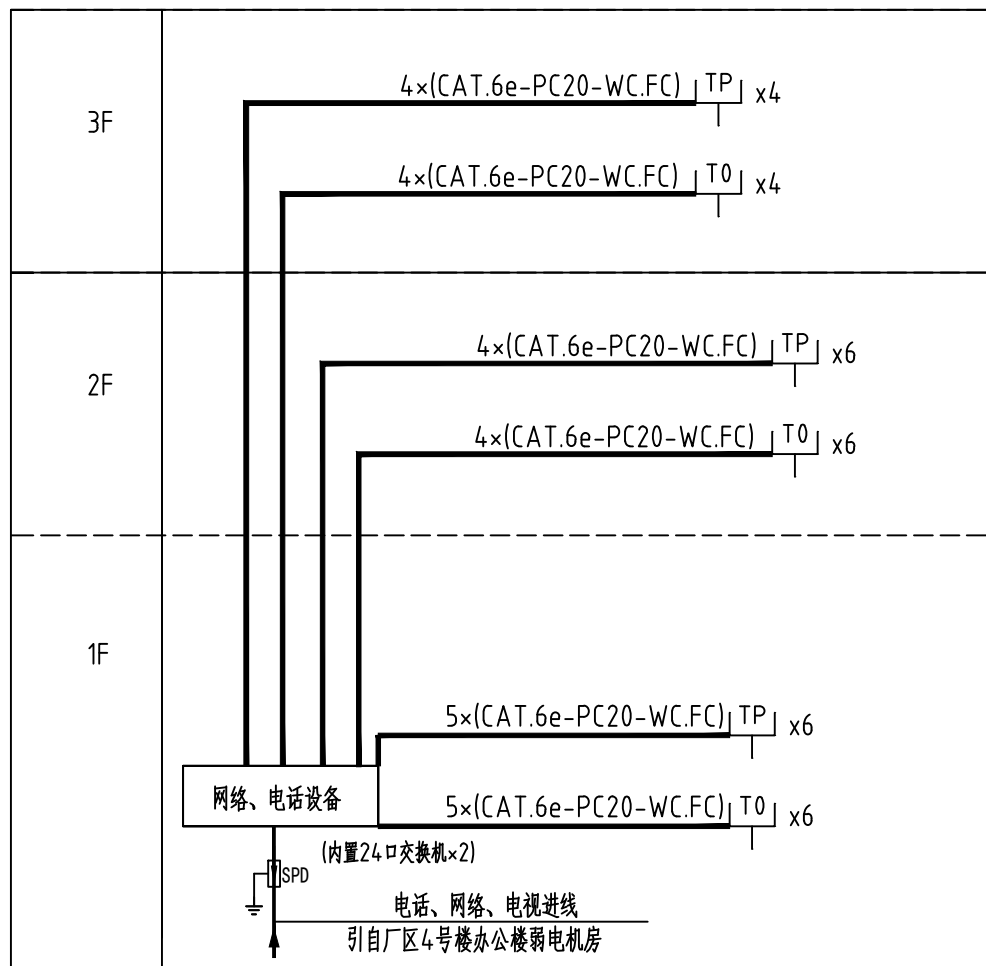 3F
4×(CAT.6e-PC20-WC.FC) TP x4
4×(CAT.6e-PC20-WC.FC) TO x4
2F
4×(CAT.6e-PC20-WC.FC) TP x6
4×(CAT.6e-PC20-WC.FC) TO x6
1F
5×(CAT.6e-PC20-WC.FC) TP x6
网络、电话设备
5×(CAT.6e-PC20-WC.FC) TO x6
(内置24口交换机×2)
SPD
电话、网络、电视进线
引自厂区4号楼办公楼弱电机房